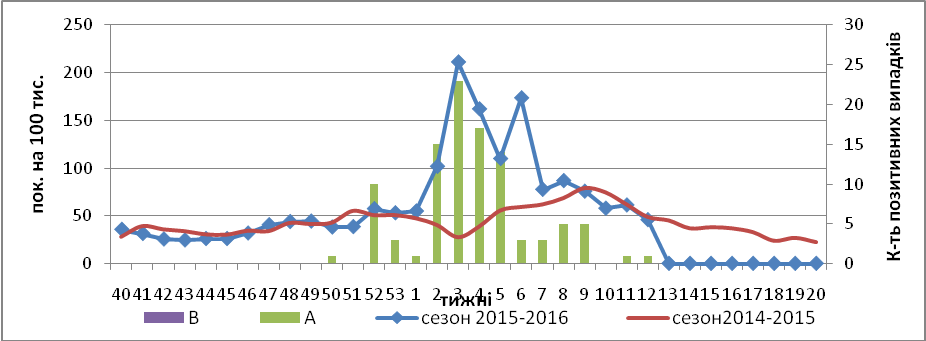 пок. на 100 тис.
250
200
150
100
50
0
30
25
20
15
10
5
0
К-ть позитивних випадків
40 41 42 43 44 45 46 47 48 49 50 51 52 53 1 2 3 4 5 6 7 8 9 10 11 12 13 14 15 16 17 18 19 20
тижні
В А сезон 2015-2016 сезон2014-2015